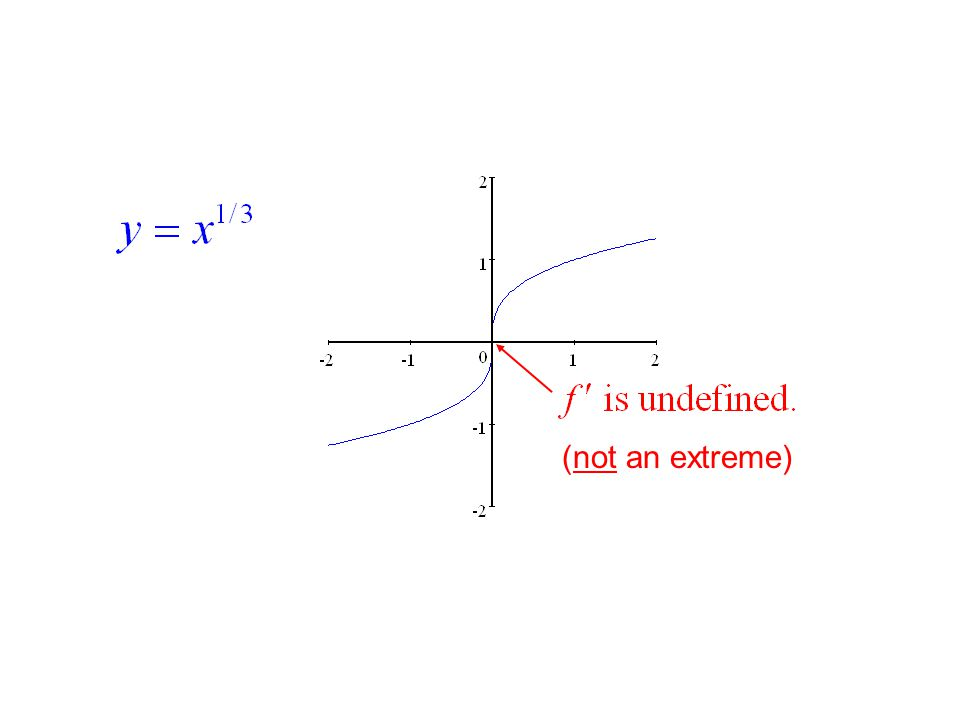 y = x^{1/3}
2
1
-2 -1 0 1 2
f ′ is undefined.
-1
(not an extreme)
-2